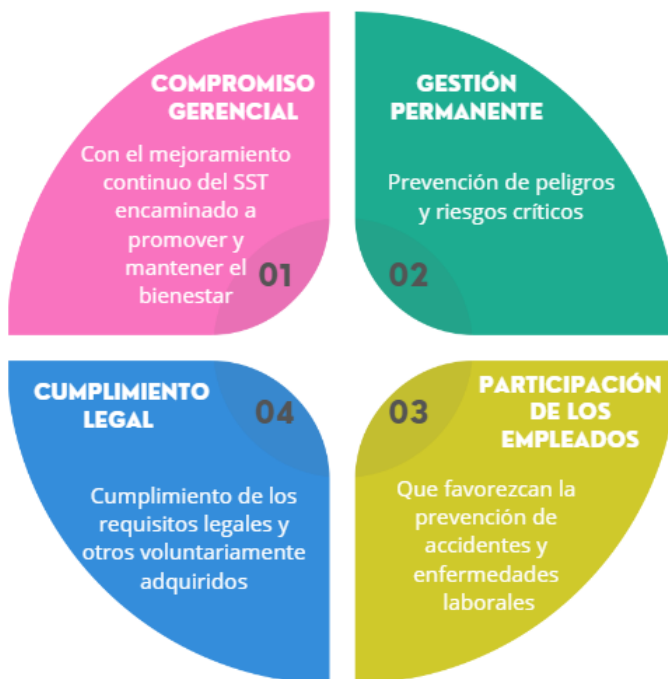 COMPROMISO
GERENCIAL
Con el mejoramiento
continuo del SST
encaminado a
promover y
mantener el
bienestar
01
GESTIÓN
PERMANENTE
Prevención de peligros
y riesgos críticos
02
PARTICIPACIÓN
DE LOS
EMPLEADOS
03
Que favorezcan la
prevención de
accidentes y
enfermedades
laborales
CUMPLIMIENTO
LEGAL
04
Cumplimiento de los
requisitos legales y
otros voluntariamente
adquiridos